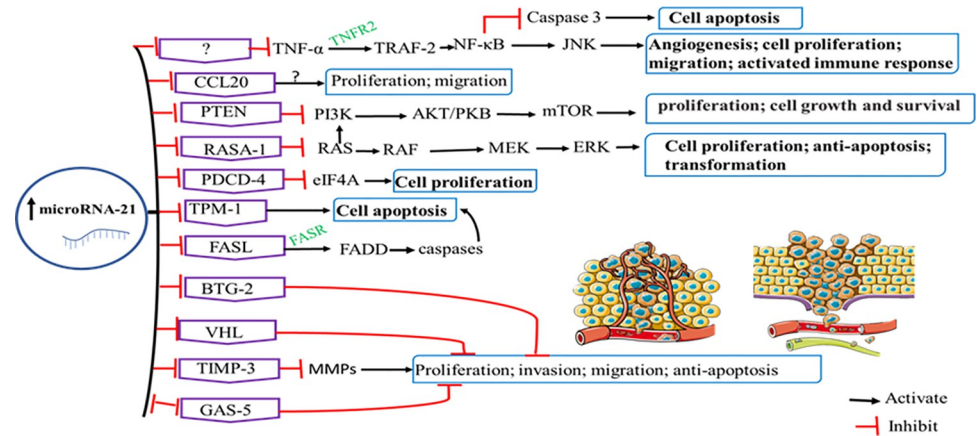 Caspase 3 Cell apoptosis
? TNF-α TNFR2 TRAF-2 NF-κB JNK Angiogenesis; cell proliferation;
migration; activated immune response
CCL20 ? Proliferation; migration
PTEN PI3K AKT/PKB mTOR proliferation; cell growth and survival
RASA-1 RAS RAF MEK ERK Cell proliferation; anti-apoptosis;
transformation
PDCD-4 eIF4A Cell proliferation
microRNA-21
TPM-1 Cell apoptosis
FASL FASR FADD caspases
BTG-2
VHL
TIMP-3 MMPs Proliferation; invasion; migration; anti-apoptosis
GAS-5
Activate
Inhibit